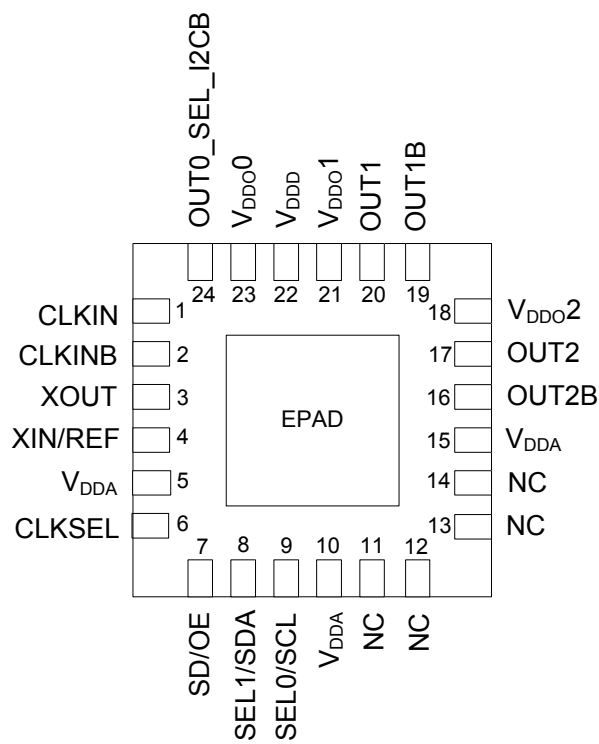 OUT0_SEL_I2CB
VDDO0
VDDD
VDDO1
OUT1
OUT1B
24
23
22
21
20
19
CLKIN
1
CLKINB
2
XOUT
3
XIN/REF
4
VDDA
5
CLKSEL
6
EPAD
18
VDDO2
17
OUT2
16
OUT2B
15
VDDA
14
NC
13
NC
7
8
9
10
11
12
SD/OE
SEL1/SDA
SEL0/SCL
VDDA
NC
NC